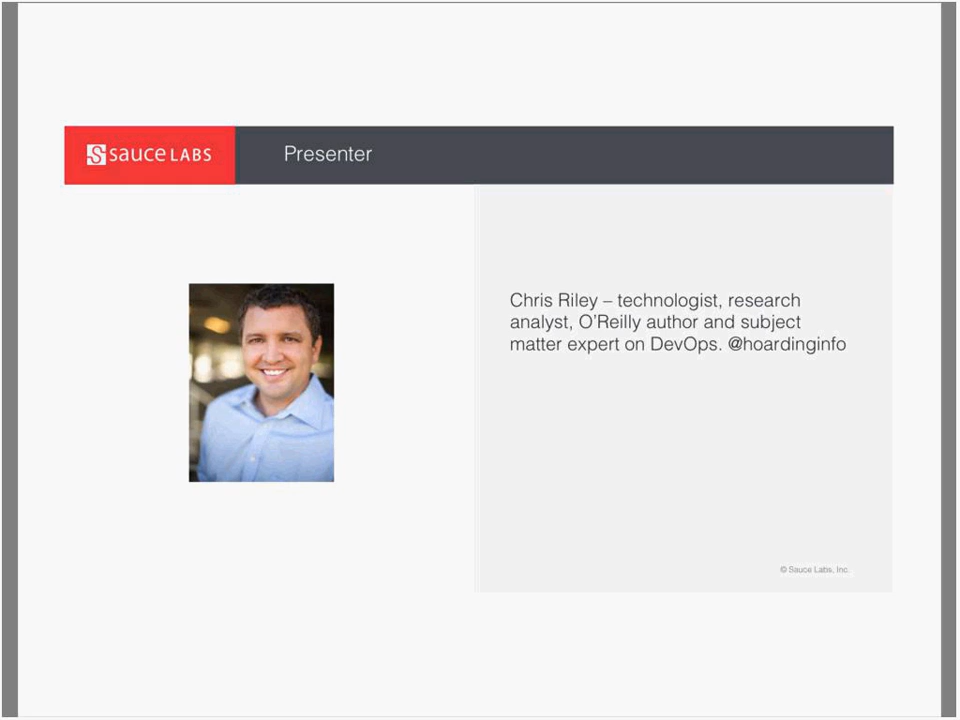 sauce LABS
Presenter
Chris Riley – technologist, research
analyst, O’Reilly author and subject
matter expert on DevOps. @hoardinginfo
© Sauce Labs, Inc.